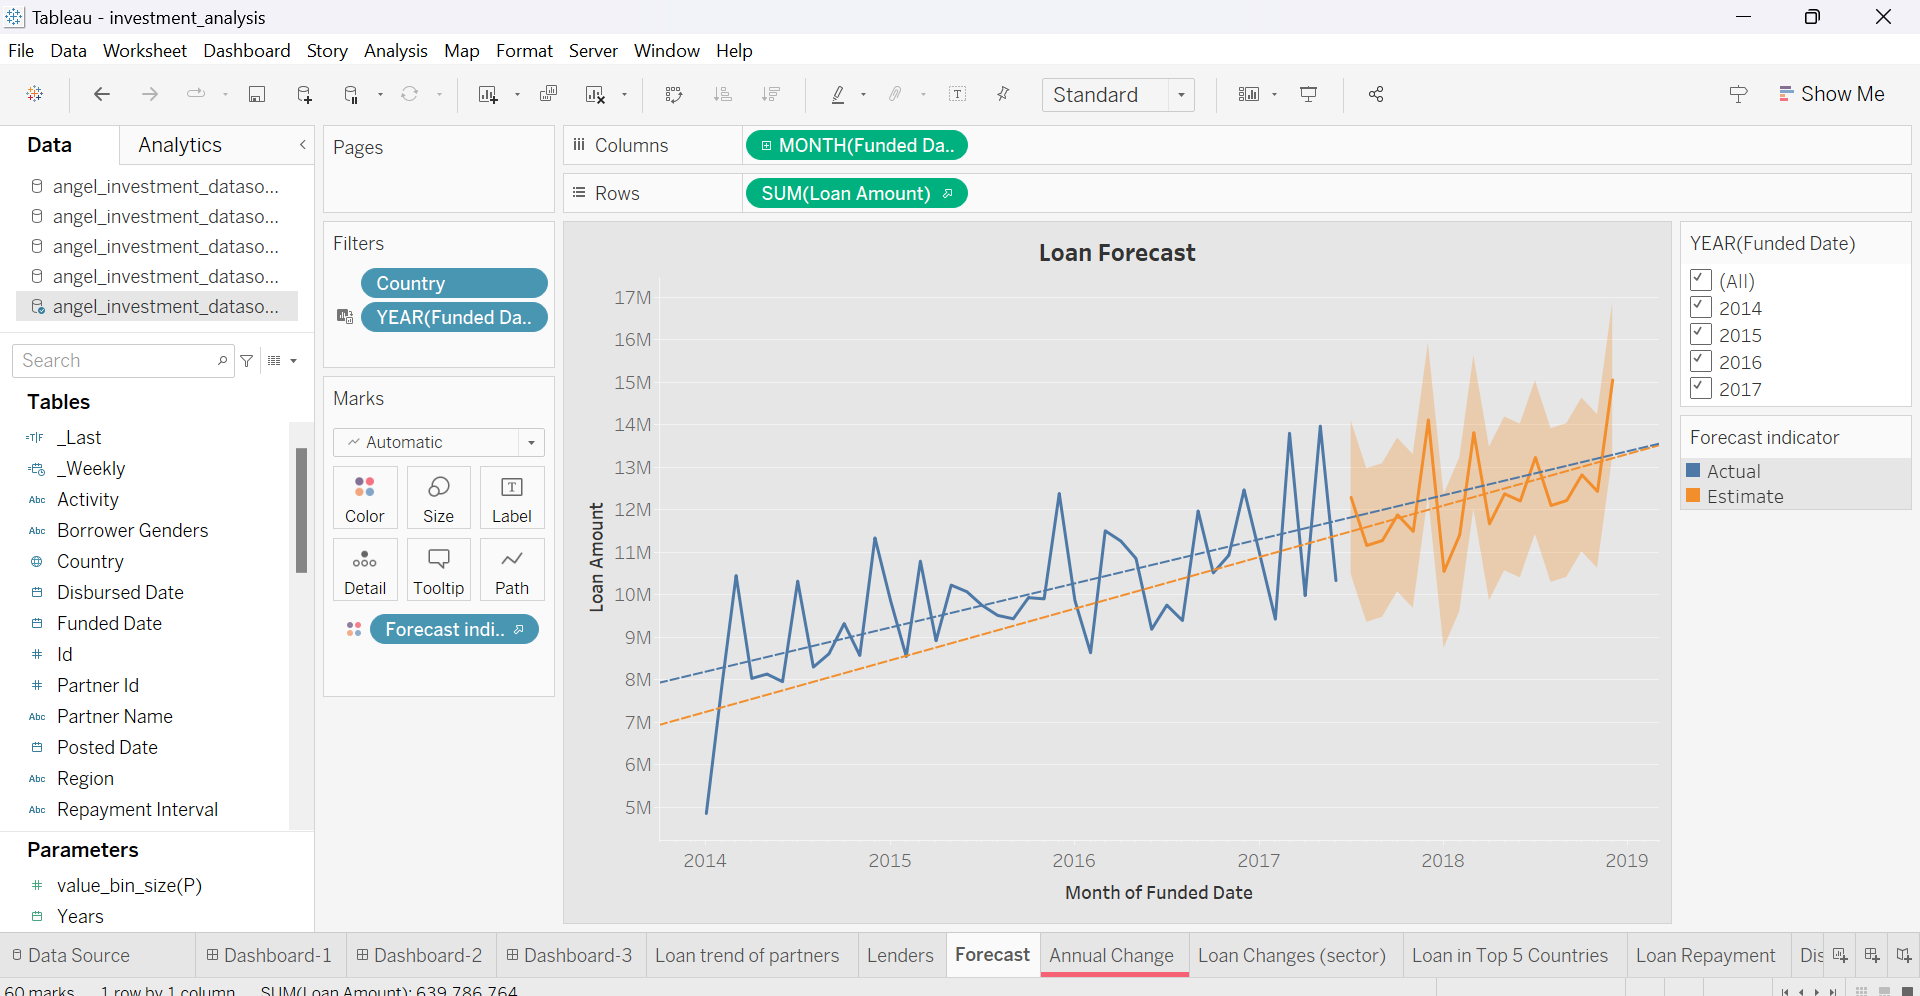 Tableau - investment_analysis
File Data Worksheet Dashboard Story Analysis Map Format Server Window Help
Standard
Show Me
Data Analytics
angel_investment_dataso...
angel_investment_dataso...
angel_investment_dataso...
angel_investment_dataso...
angel_investment_dataso...
Search
Tables
=T|F _Last
_Weekly
Abc Activity
Abc Borrower Genders
Country
Disbursed Date
Funded Date
# Id
# Partner Id
Abc Partner Name
Posted Date
Abc Region
Abc Repayment Interval
Parameters
# value_bin_size(P)
Years
Pages
Filters
Country
YEAR(Funded Da..
Marks
Automatic
Color Size Label
Detail Tooltip Path
Forecast indi..
Columns MONTH(Funded Da..
Rows SUM(Loan Amount)
Loan Forecast
Loan Amount
17M
16M
15M
14M
13M
12M
11M
10M
9M
8M
7M
6M
5M
2014 2015 2016 2017 2018 2019
Month of Funded Date
YEAR(Funded Date)
(All)
2014
2015
2016
2017
Forecast indicator
Actual
Estimate
Data Source Dashboard-1 Dashboard-2 Dashboard-3 Loan trend of partners Lenders Forecast Annual Change Loan Changes (sector) Loan in Top 5 Countries Loan Repayment Dis
60 marks 1 row by 1 column SUM(Loan Amount): 639,786,764